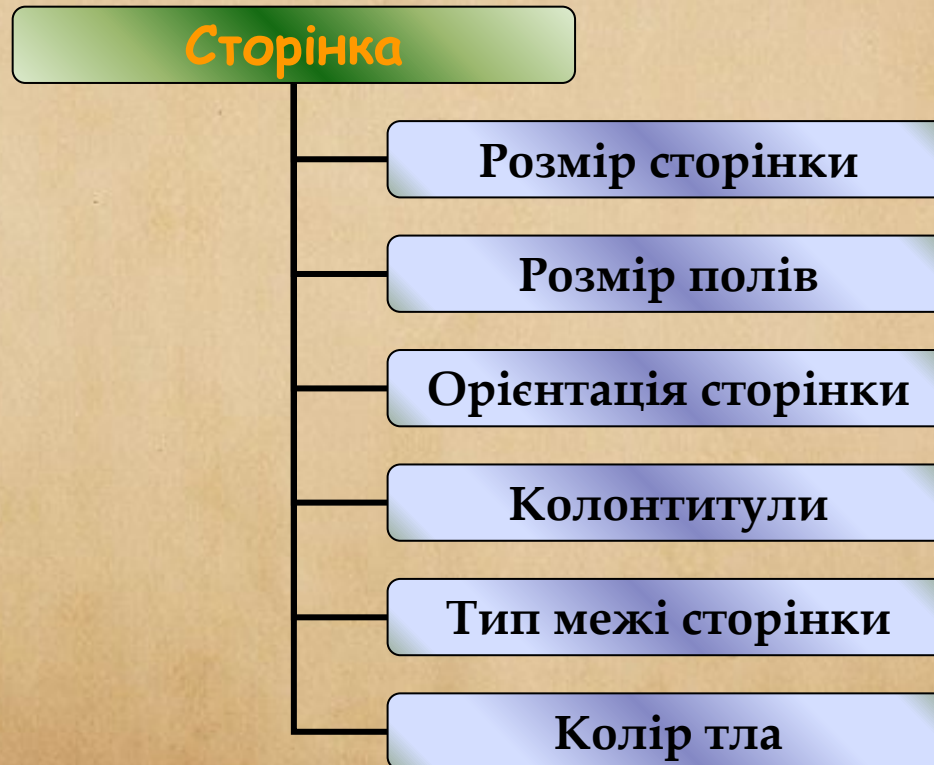 Сторінка
Розмір сторінки
Розмір полів
Орієнтація сторінки
Колонтитули
Тип межі сторінки
Колір тла